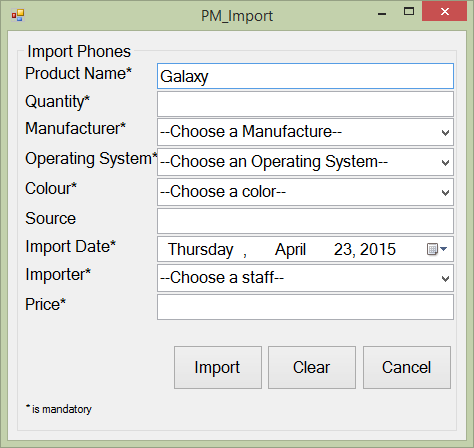 PM_Import
Import Phones
Product Name* Galaxy
Quantity*
Manufacturer* --Choose a Manufacture--
Operating System* --Choose an Operating System--
Colour* --Choose a color--
Source
Import Date* Thursday , April 23, 2015
Importer* --Choose a staff--
Price*
Import Clear Cancel
* is mandatory